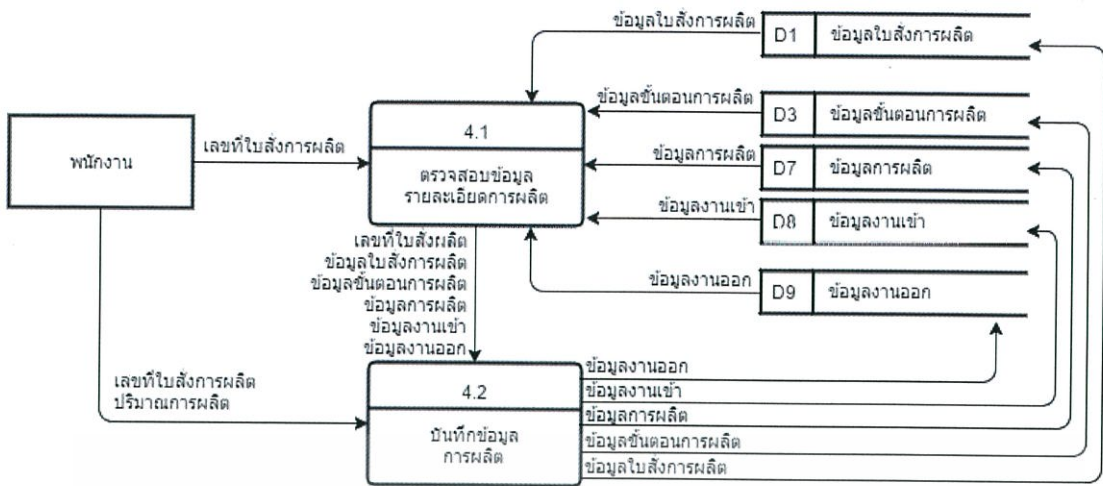 ข้อมูลใบสั่งการผลิต
D1 ข้อมูลใบสั่งการผลิต
ข้อมูลขั้นตอนการผลิต
D3 ข้อมูลขั้นตอนการผลิต
4.1
พนักงาน
เลขที่ใบสั่งการผลิต
ตรวจสอบข้อมูล
รายละเอียดการผลิต
ข้อมูลการผลิต
D7 ข้อมูลการผลิต
ข้อมูลงานเข้า
D8 ข้อมูลงานเข้า
ข้อมูลงานออก
D9 ข้อมูลงานออก
เลขที่ใบสั่งผลิต
ข้อมูลใบสั่งการผลิต
ข้อมูลขั้นตอนการผลิต
ข้อมูลการผลิต
ข้อมูลงานเข้า
ข้อมูลงานออก
เลขที่ใบสั่งการผลิต
ปริมาณการผลิต
4.2
บันทึกข้อมูล
การผลิต
ข้อมูลงานออก
ข้อมูลงานเข้า
ข้อมูลการผลิต
ข้อมูลขั้นตอนการผลิต
ข้อมูลใบสั่งการผลิต